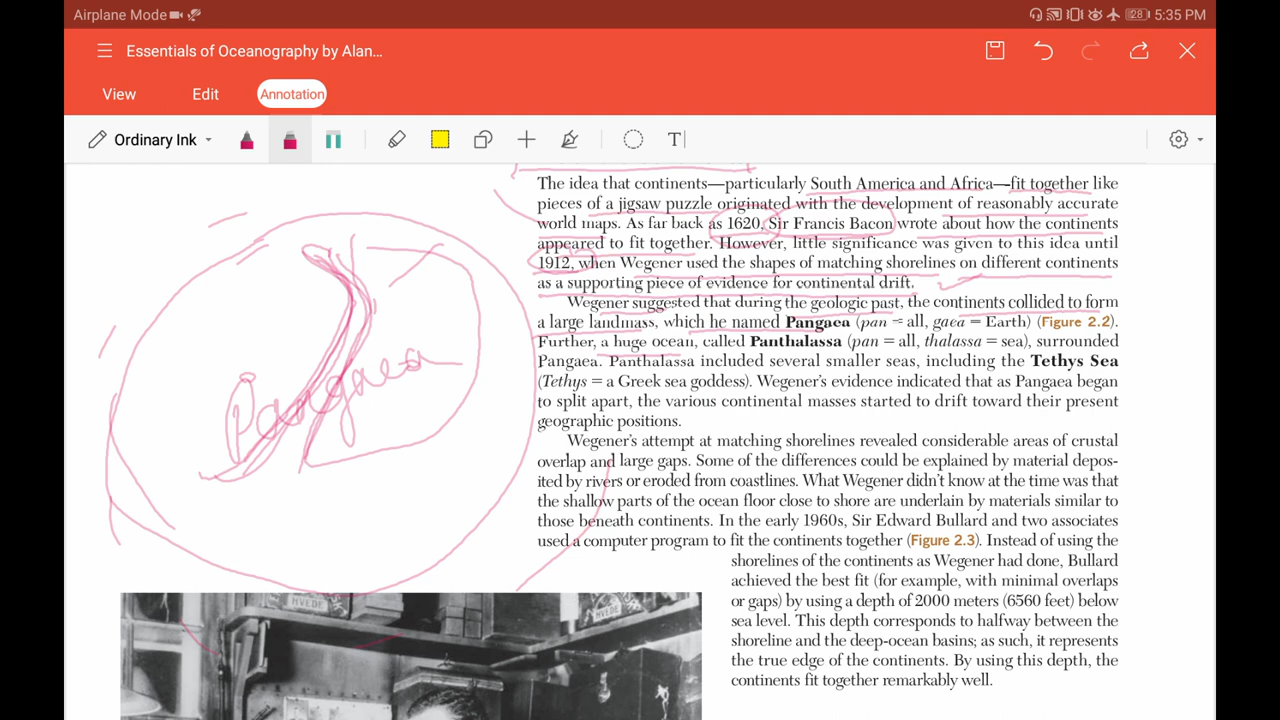 Airplane Mode 28 5:35 PM
Essentials of Oceanography by Alan...
View Edit Annotation
Ordinary Ink T
The idea that continents—particularly South America and Africa—fit together like
pieces of a jigsaw puzzle originated with the development of reasonably accurate
world maps. As far back as 1620, Sir Francis Bacon wrote about how the continents
appeared to fit together. However, little significance was given to this idea until
1912, when Wegener used the shapes of matching shorelines on different continents
as a supporting piece of evidence for continental drift.
Wegener suggested that during the geologic past, the continents collided to form
a large landmass, which he named Pangaea (pan = all, gaea = Earth) (Figure 2.2).
Further, a huge ocean, called Panthalassa (pan = all, thalassa = sea), surrounded
Pangaea. Panthalassa included several smaller seas, including the Tethys Sea
(Tethys = a Greek sea goddess). Wegener's evidence indicated that as Pangaea began
to split apart, the various continental masses started to drift toward their present
geographic positions.
Wegener's attempt at matching shorelines revealed considerable areas of crustal
overlap and large gaps. Some of the differences could be explained by material depos-
ited by rivers or eroded from coastlines. What Wegener didn't know at the time was that
the shallow parts of the ocean floor close to shore are underlain by materials similar to
those beneath continents. In the early 1960s, Sir Edward Bullard and two associates
used a computer program to fit the continents together (Figure 2.3). Instead of using the
shorelines of the continents as Wegener had done, Bullard
achieved the best fit (for example, with minimal overlaps
or gaps) by using a depth of 2000 meters (6560 feet) below
sea level. This depth corresponds to halfway between the
shoreline and the deep-ocean basins; as such, it represents
the true edge of the continents. By using this depth, the
continents fit together remarkably well.
Pangaea
HVEDE
HVEDE